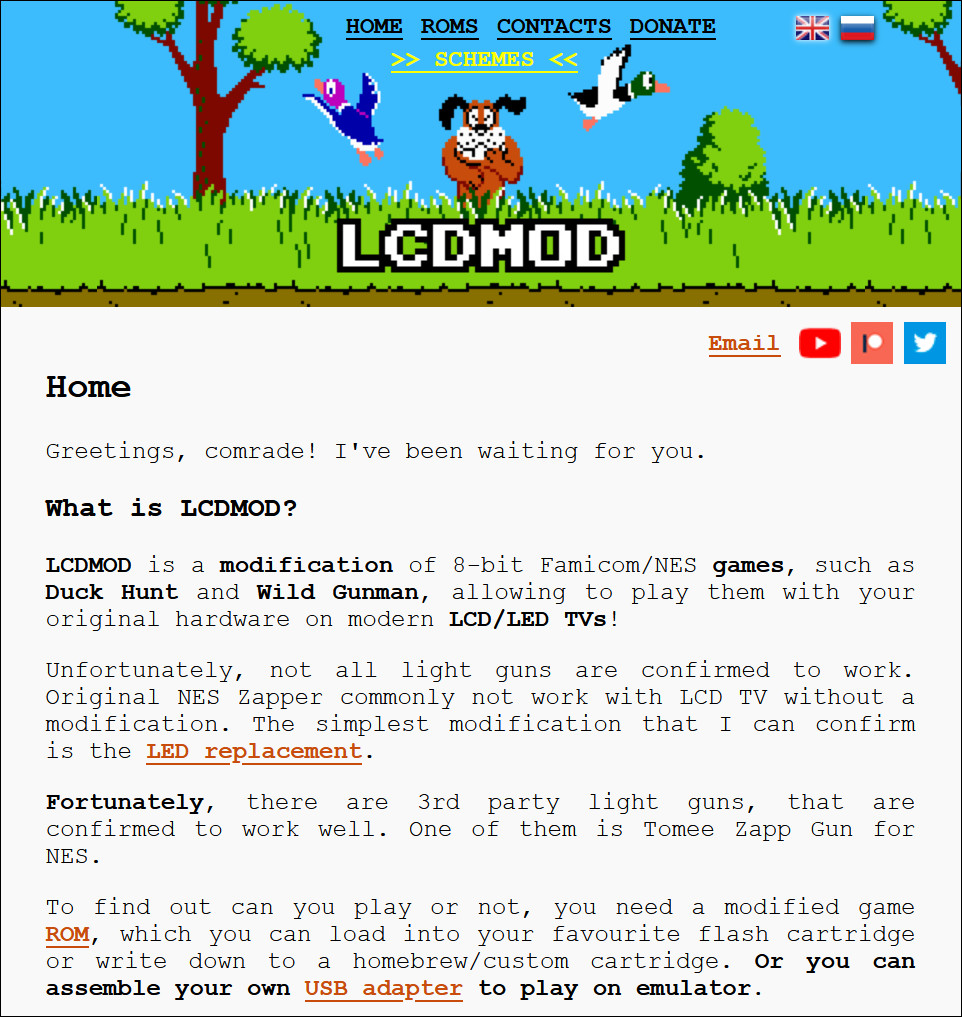 HOME ROMS CONTACTS DONATE
>> SCHEMES <<
LCDMOD
Email
Home
Greetings, comrade! I've been waiting for you.
What is LCDMOD?
LCDMOD is a modification of 8-bit Famicom/NES games, such as
Duck Hunt and Wild Gunman, allowing to play them with your
original hardware on modern LCD/LED TVs!
Unfortunately, not all light guns are confirmed to work.
Original NES Zapper commonly not work with LCD TV without a
modification. The simplest modification that I can confirm
is the LED replacement.
Fortunately, there are 3rd party light guns, that are
confirmed to work well. One of them is Tomee Zapp Gun for
NES.
To find out can you play or not, you need a modified game
ROM, which you can load into your favourite flash cartridge
or write down to a homebrew/custom cartridge. Or you can
assemble your own USB adapter to play on emulator.